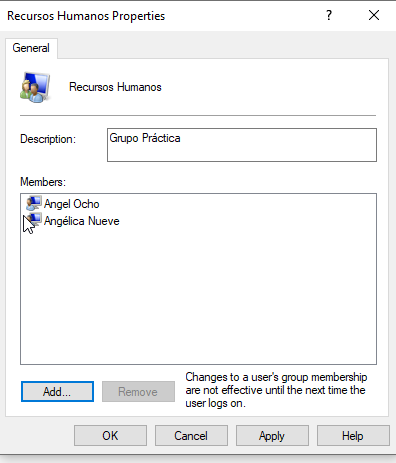 Recursos Humanos Properties
?
General
Recursos Humanos
Description:
Grupo Práctica
Members:
Angel Ocho
Angélica Nueve
Add...
Remove
Changes to a user's group membership
are not effective until the next time the
user logs on.
OK
Cancel
Apply
Help